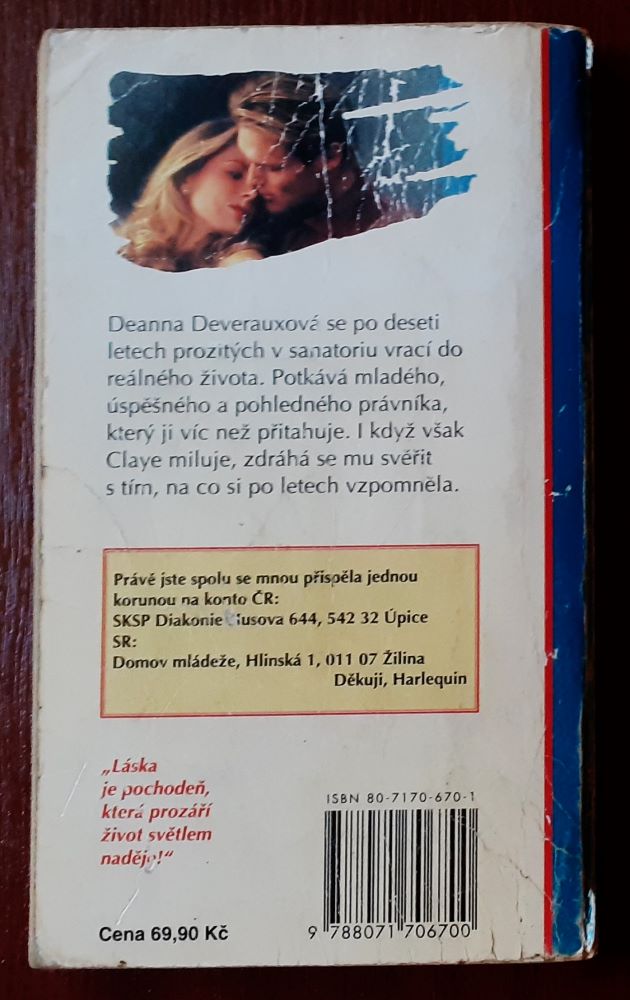 Deanna Deverauxová se po deseti
letech prožitých v sanatoriu vrací do
reálného života. Potkává mladého,
úspěšného a pohledného právníka,
který ji víc než přitahuje. I když však
Claye miluje, zdráhá se mu svěřit
s tím, na co si po letech vzpomněla.
Právě jste spolu se mnou přispěla jednou
korunou na konto ČR:
SKSP Diakonie 644, 542 32 Úpice
SR:
Domov mládeže, Hlinská 1, 011 07 Žilina
Děkuji, Harlequin
„Láska
je pochodeň,
která prozáří
život světlem
naděje!“
ISBN 80-7170-670-1
9 788071 706700
Cena 69,90 Kč